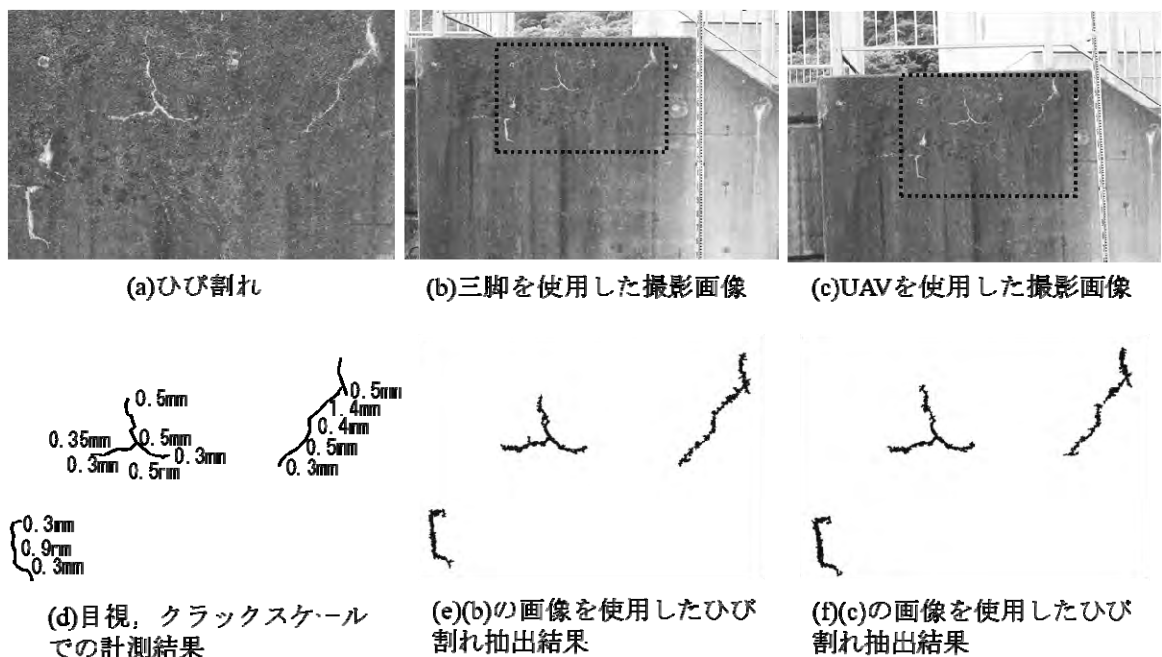 (a)ひび割れ
(b)三脚を使用した撮影画像
(c)UAVを使用した撮影画像
0.5mm
0.35mm
0.5mm
0.3mm
0.5mm
0.3mm
0.5mm
1.4mm
0.4mm
0.5mm
0.3mm
0.3mm
0.9mm
0.3mm
(d)目視，クラックスケール
での計測結果
(e)(b)の画像を使用したひび
割れ抽出結果
(f)(c)の画像を使用したひび
割れ抽出結果